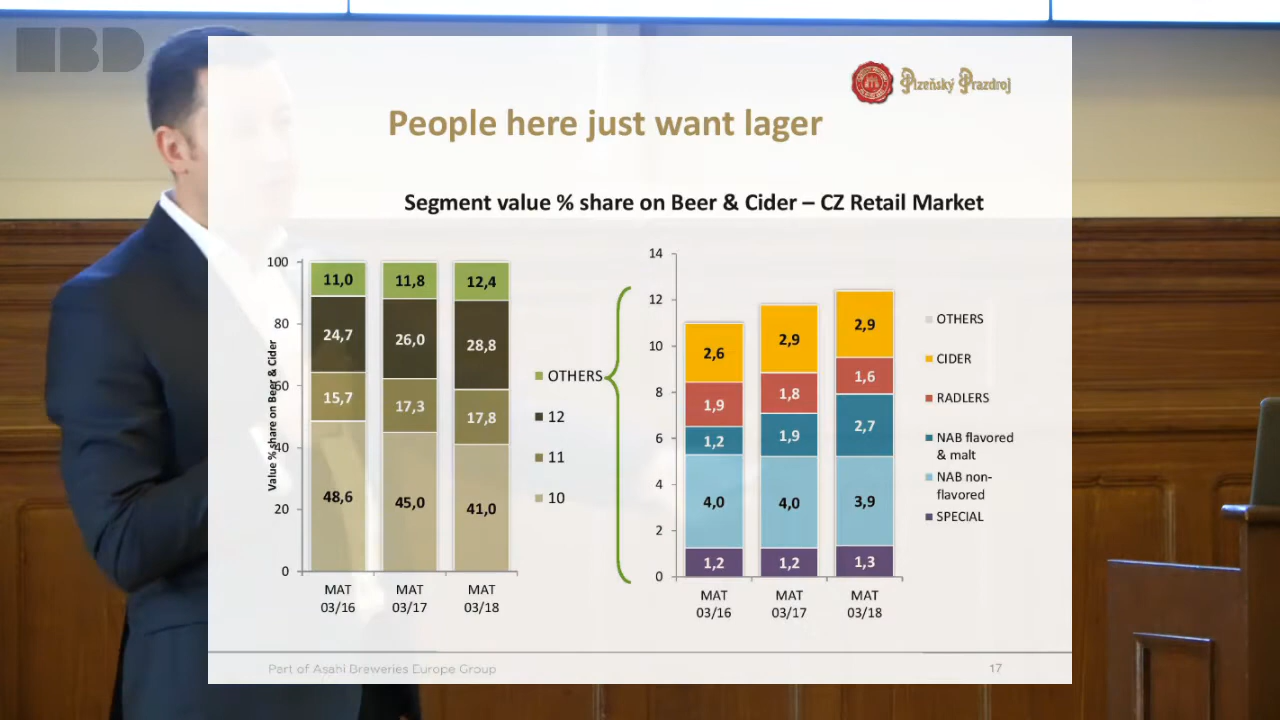 HBD
Plzeňský Prazdroj
People here just want lager
Segment value % share on Beer & Cider – CZ Retail Market
Value % share on Beer & Cider
100
80
60
40
20
0
11,0
11,8
12,4
24,7
26,0
28,8
15,7
17,3
17,8
48,6
45,0
41,0
MAT
03/16
MAT
03/17
MAT
03/18
OTHERS
12
11
10
14
12
10
8
6
4
2
0
2,6
2,9
2,9
1,9
1,8
1,6
1,2
1,9
2,7
4,0
4,0
3,9
1,2
1,2
1,3
MAT
03/16
MAT
03/17
MAT
03/18
OTHERS
CIDER
RADLERS
NAB flavored
& malt
NAB non-
flavored
SPECIAL
Part of Asahi Breweries Europe Group
17